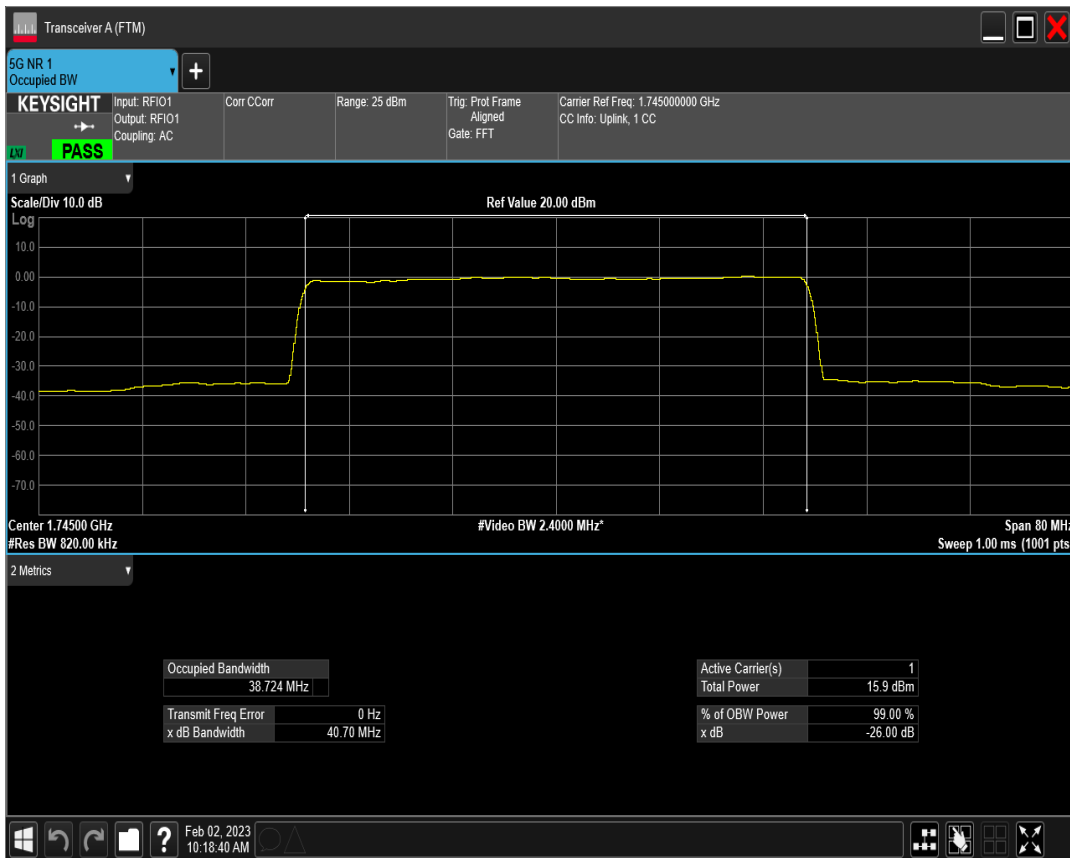 Transceiver A (FTM)
5G NR 1
Occupied BW
+
KEYSIGHT
LXI
PASS
Input: RFIO1
Output: RFIO1
Coupling: AC
Corr CCorr
Range: 25 dBm
Trig: Prot Frame
Aligned
Gate: FFT
Carrier Ref Freq: 1.745000000 GHz
CC Info: Uplink, 1 CC
1 Graph
Scale/Div 10.0 dB
Ref Value 20.00 dBm
Log
10.0
0.00
-10.0
-20.0
-30.0
-40.0
-50.0
-60.0
-70.0
Center 1.74500 GHz
#Video BW 2.4000 MHz*
Span 80 MHz
#Res BW 820.00 kHz
Sweep 1.00 ms (1001 pts
2 Metrics
Occupied Bandwidth
38.724 MHz
Transmit Freq Error 0 Hz
x dB Bandwidth 40.70 MHz
Active Carrier(s) 1
Total Power 15.9 dBm
% of OBW Power 99.00 %
x dB -26.00 dB
?
Feb 02, 2023
10:18:40 AM